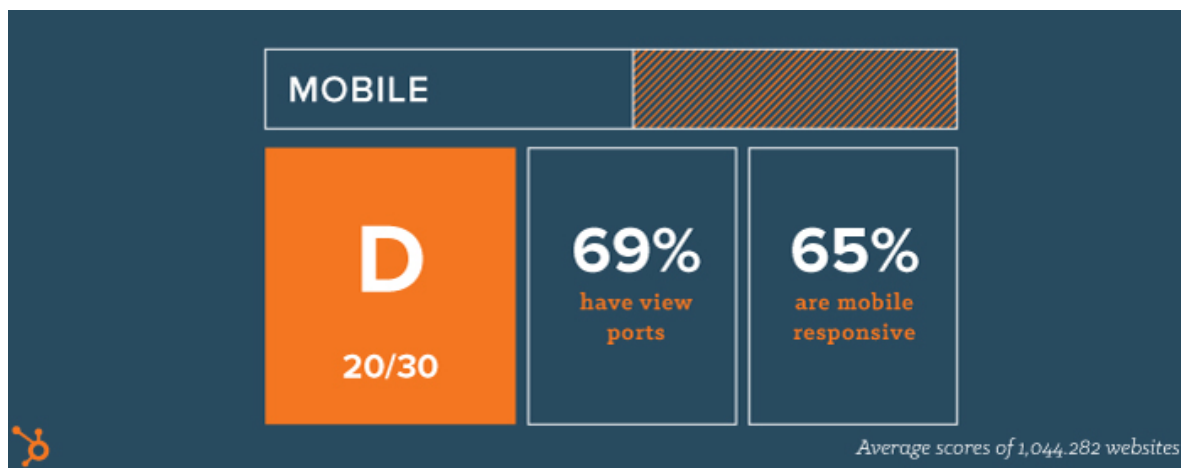 MOBILE
D
20/30
69%
have view
ports
65%
are mobile
responsive
Average scores of 1,044.282 websites